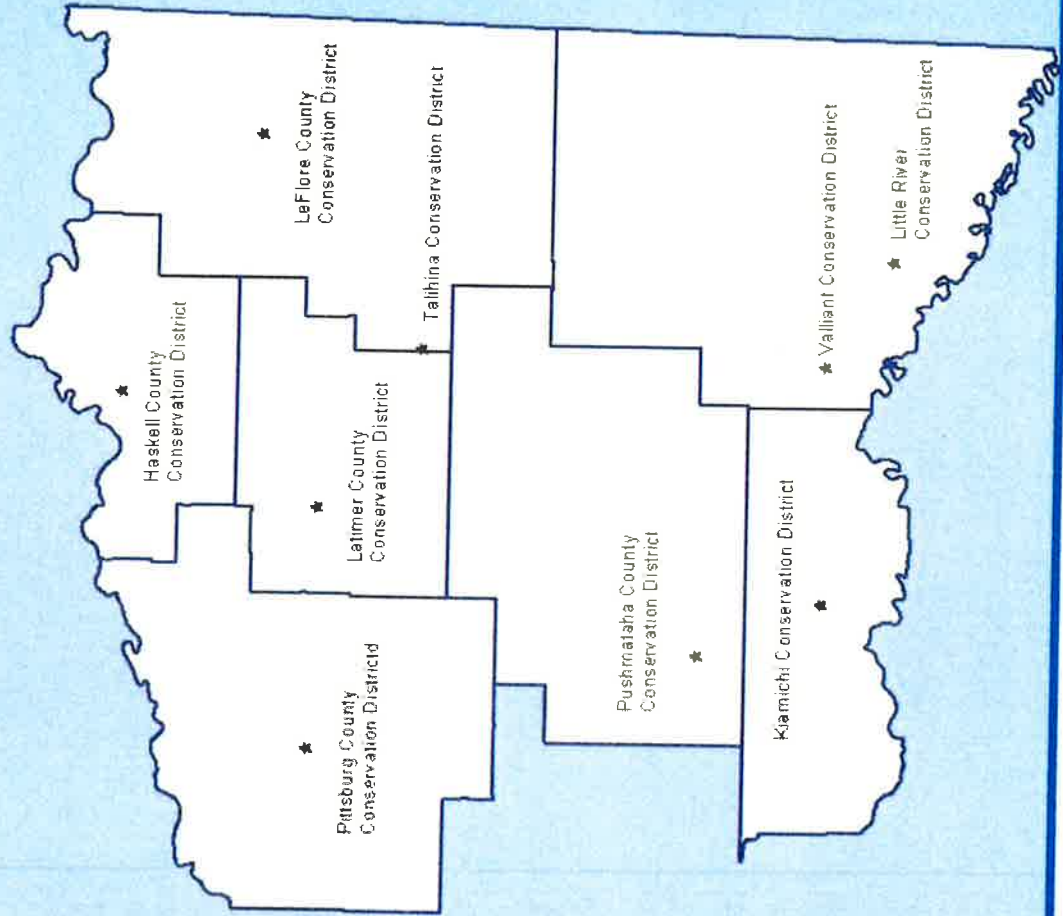 Haskell County
Conservation District
LeFlore County
Conservation District
Pittsburg County
Conservation Districtd
Latimer County
Conservation District
Talihina Conservation District
Pushmataha County
Conservation District
Kiamichi Conservation District
Valliant Conservation District
Little River
Conservation District